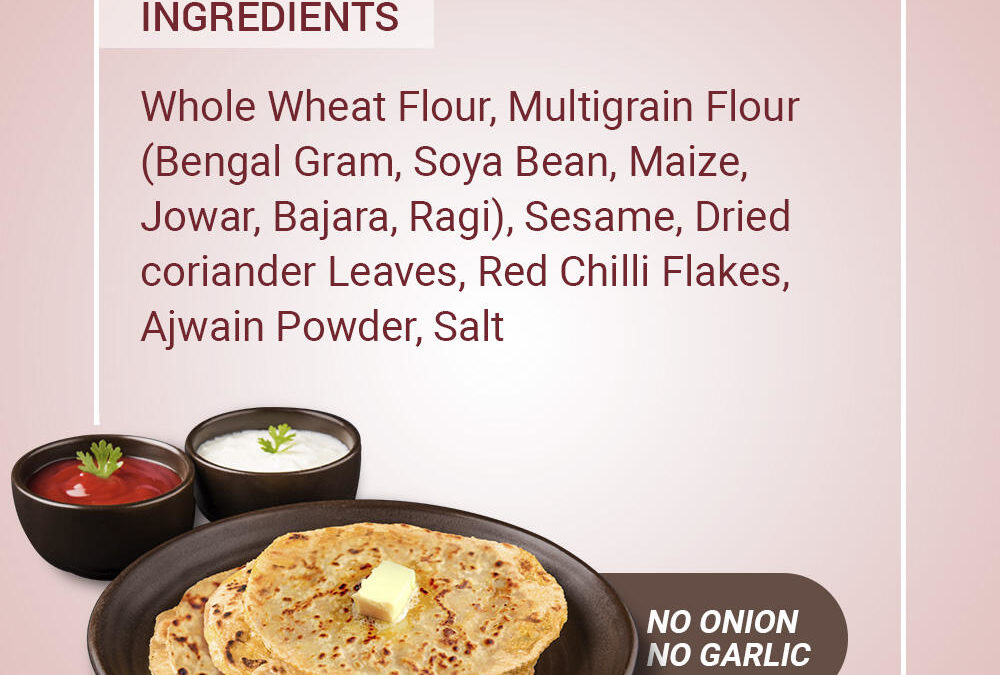 INGREDIENTS
Whole Wheat Flour, Multigrain Flour
(Bengal Gram, Soya Bean, Maize,
Jowar, Bajara, Ragi), Sesame, Dried
coriander Leaves, Red Chilli Flakes,
Ajwain Powder, Salt
NO ONION
NO GARLIC